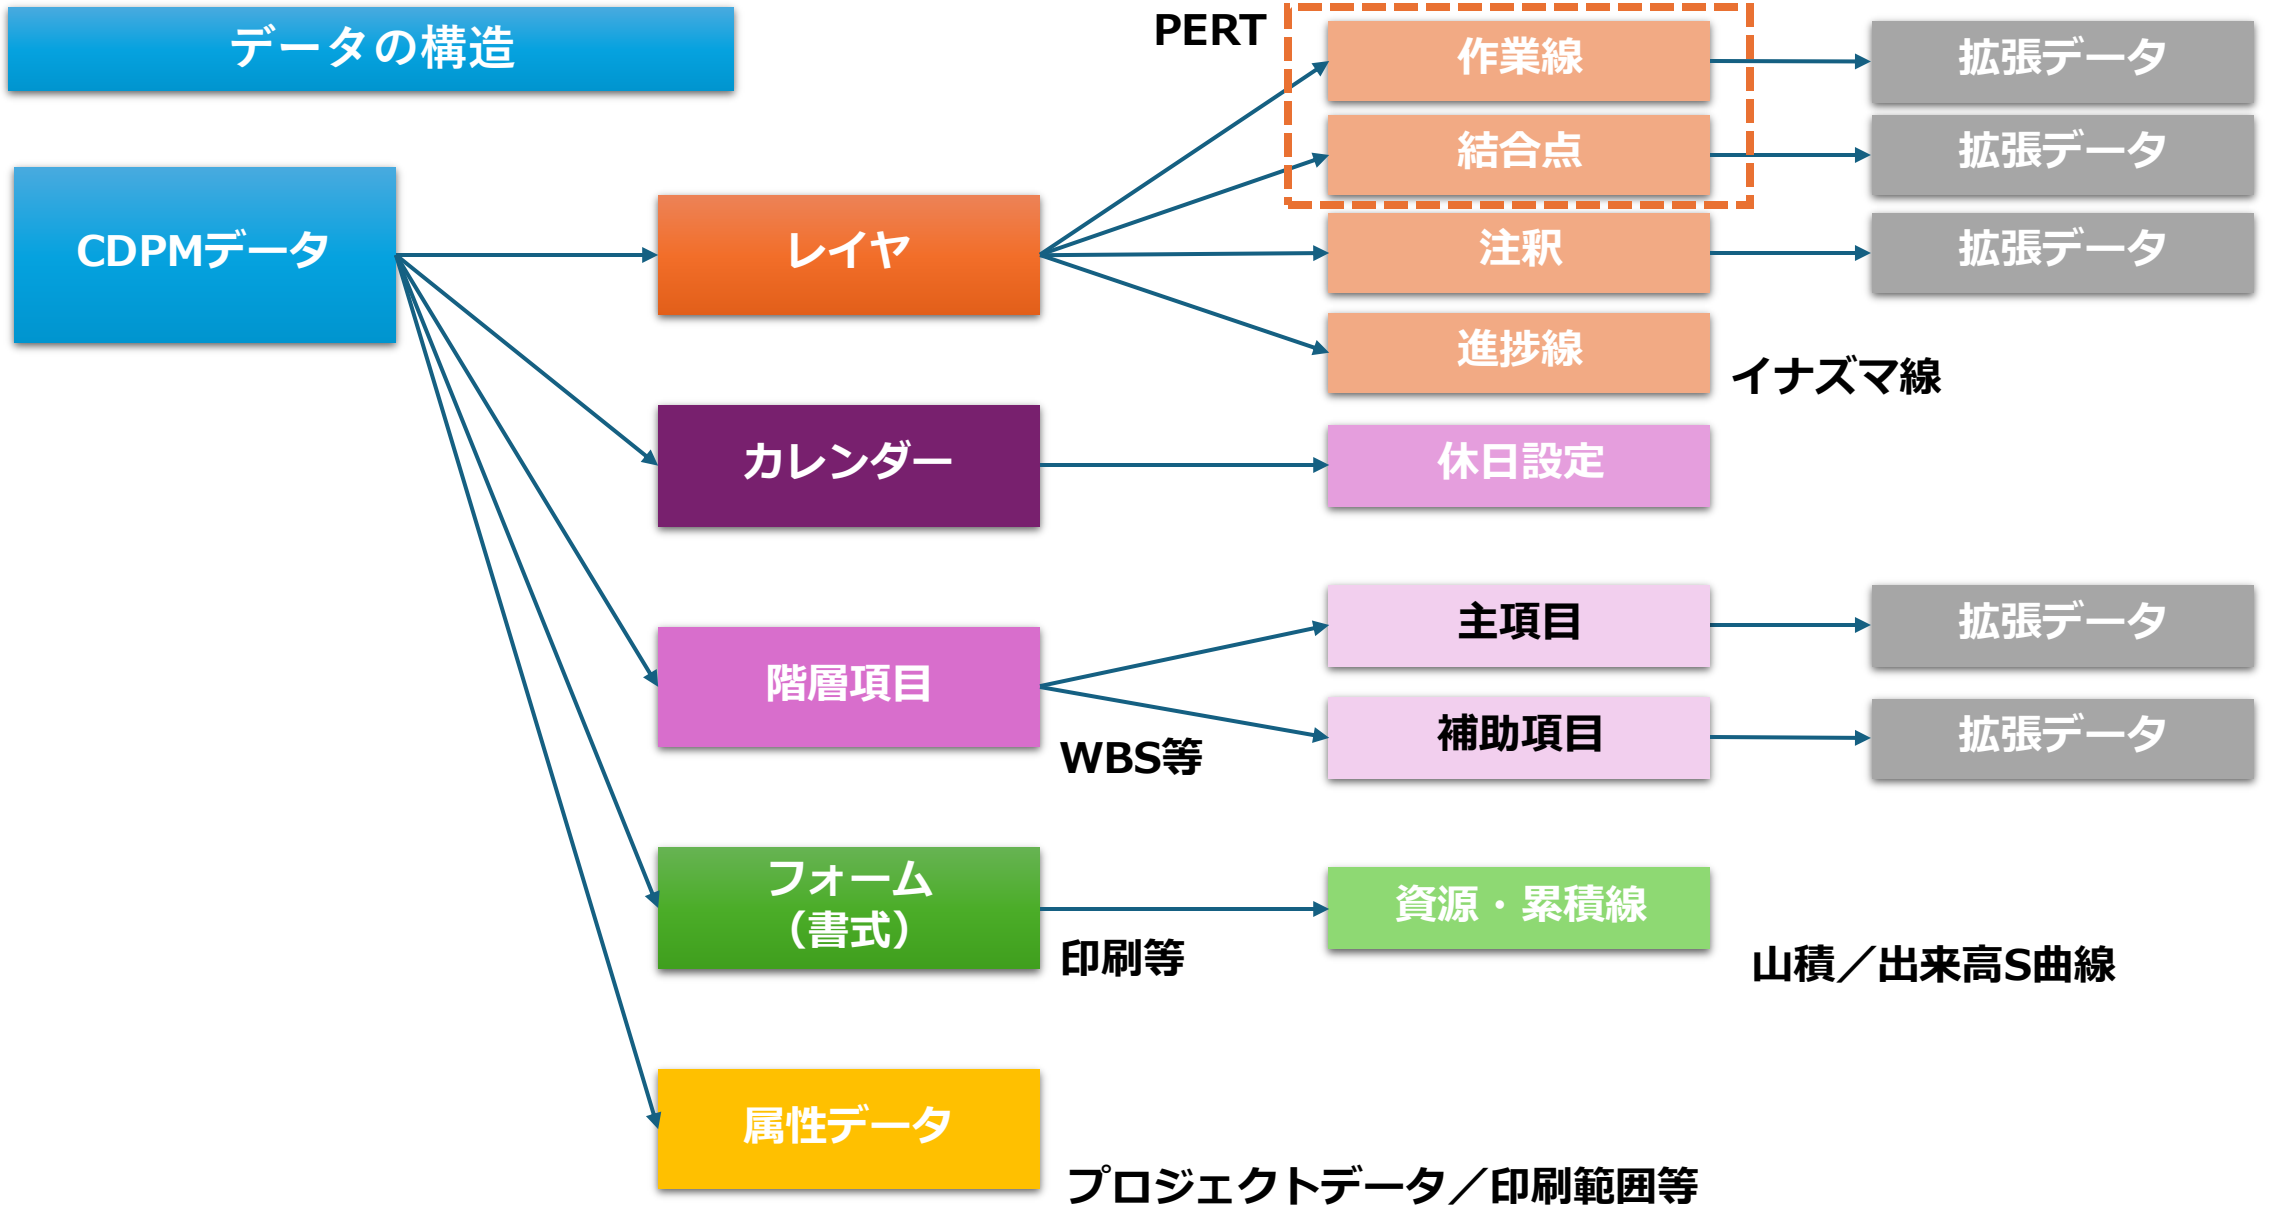 データの構造
PERT
作業線
拡張データ
結合点
拡張データ
CDPMデータ
レイヤ
注釈
拡張データ
進捗線
イナズマ線
カレンダー
休日設定
階層項目
WBS等
主項目
拡張データ
補助項目
拡張データ
フォーム
（書式）
印刷等
資源・累積線
山積／出来高S曲線
属性データ
プロジェクトデータ／印刷範囲等